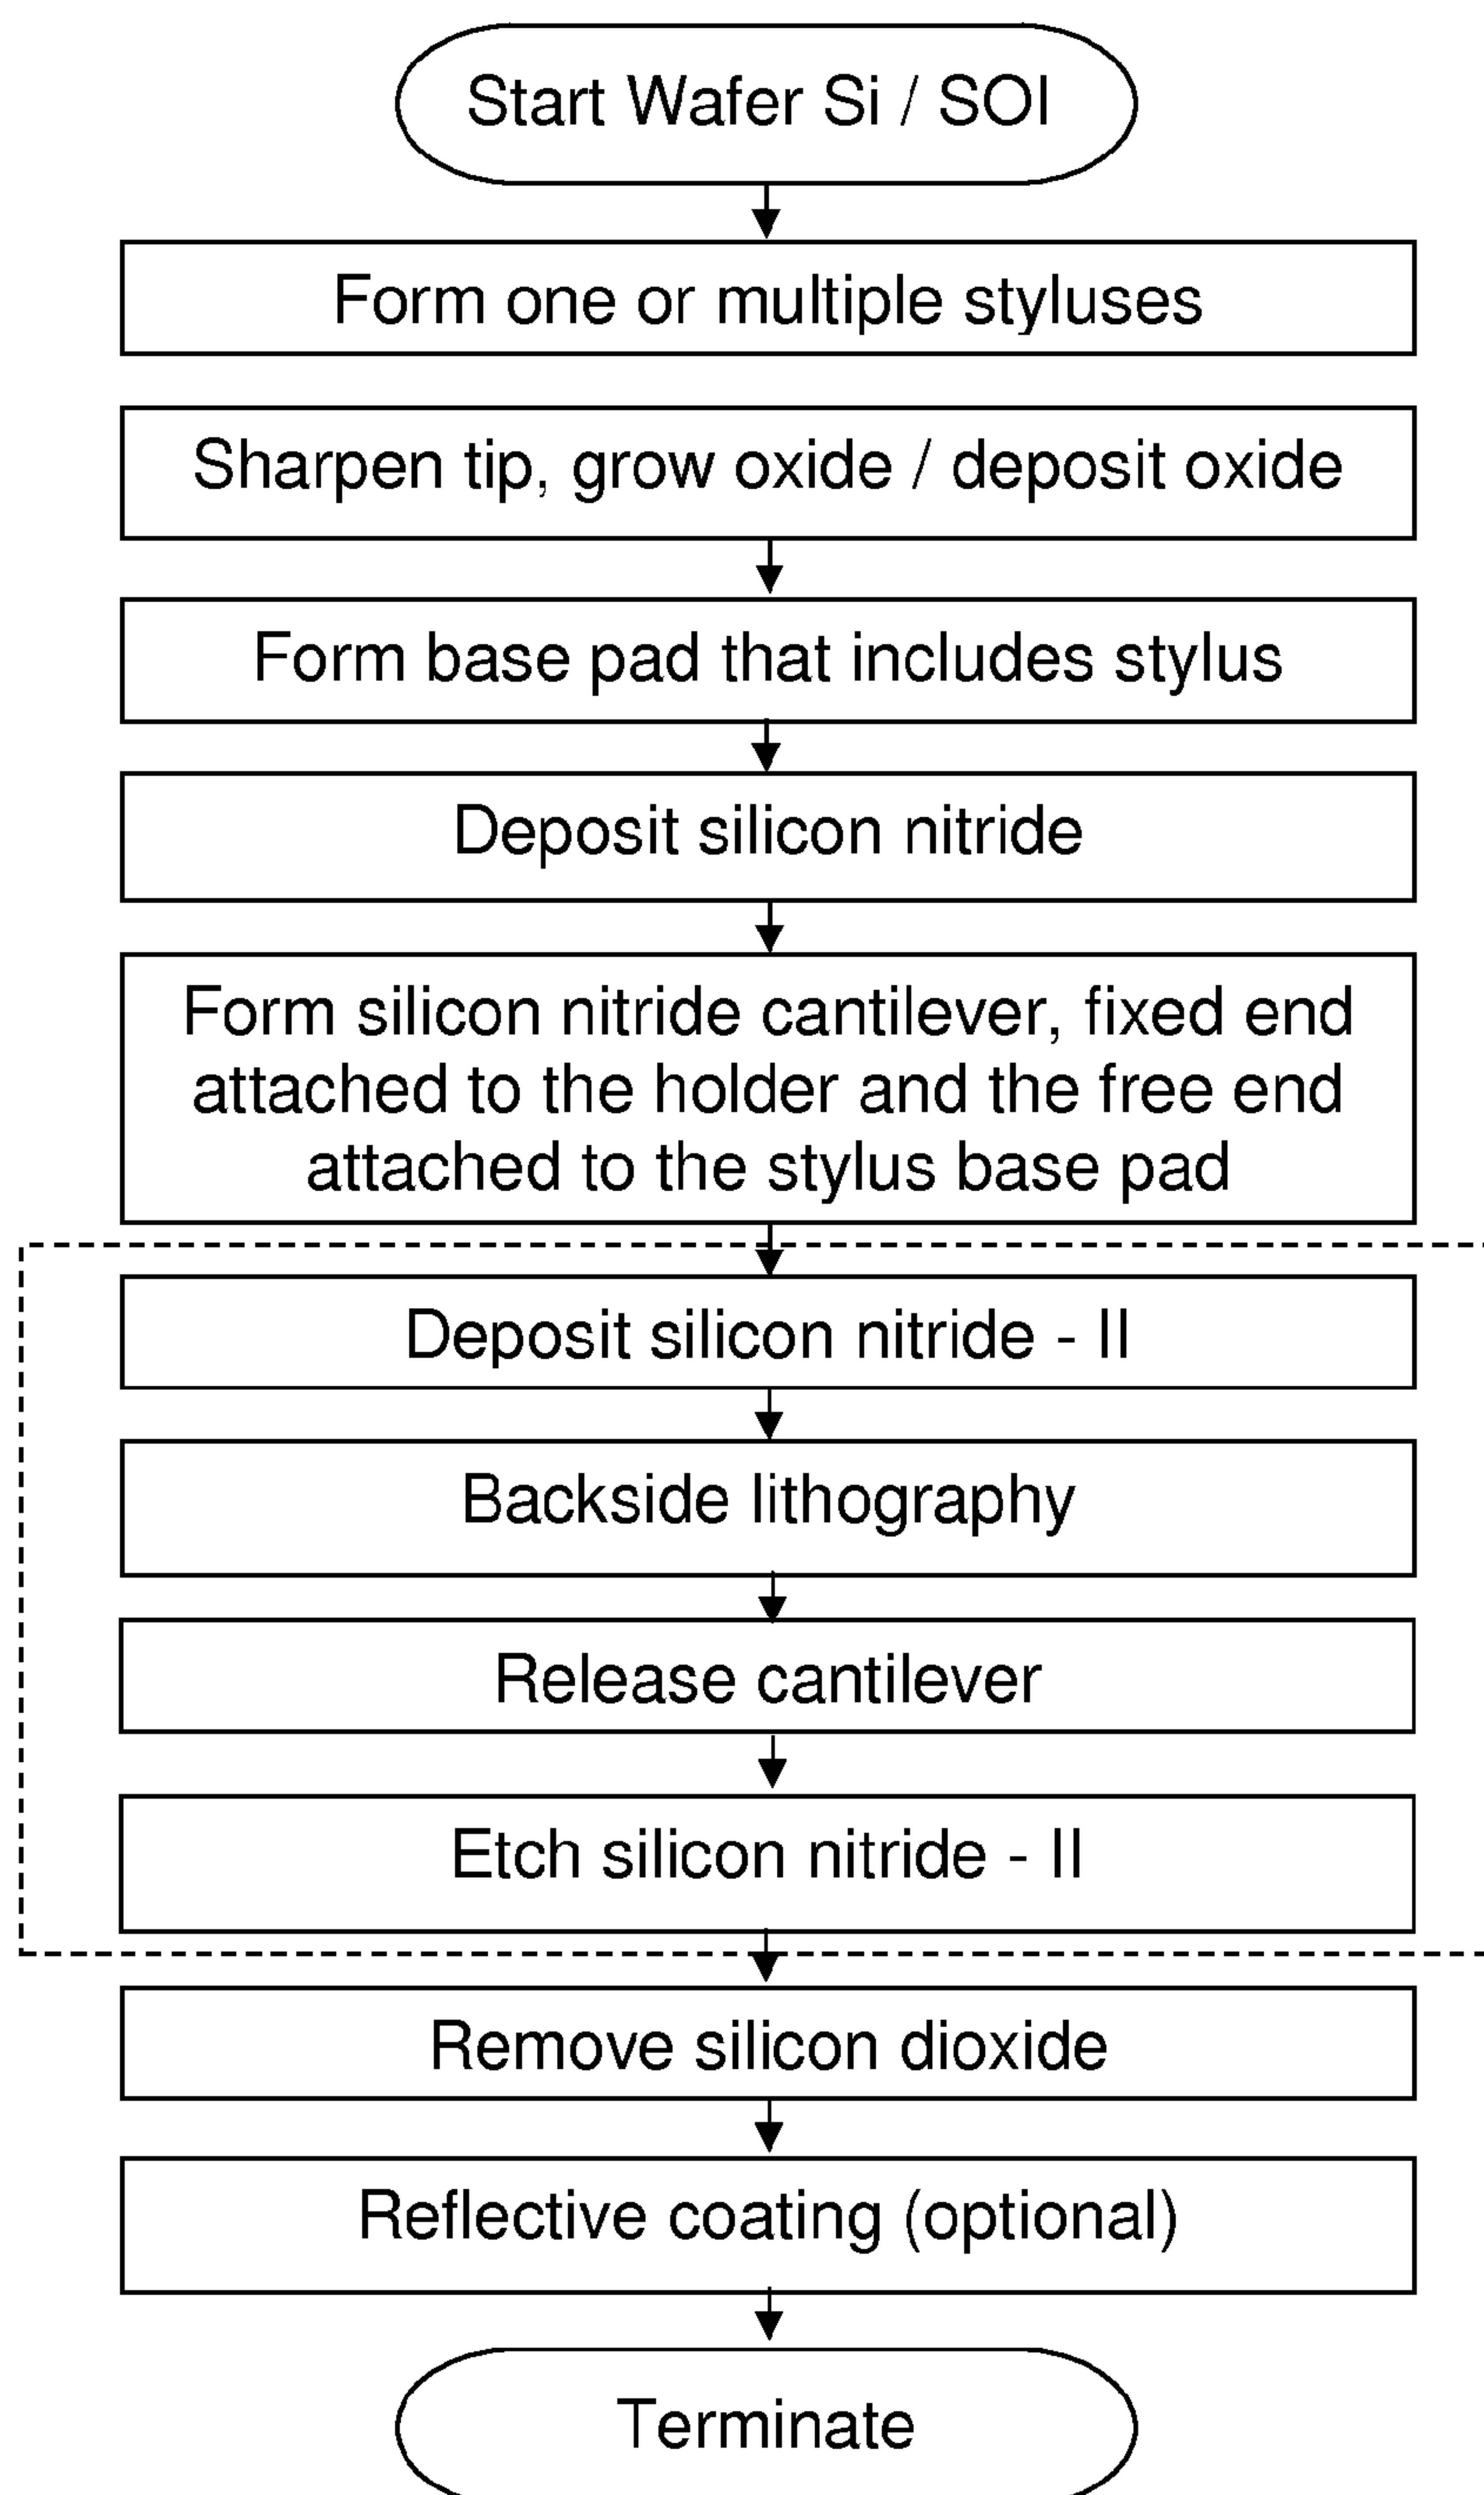 Start Wafer Si / SOI
Form one or multiple styluses
Sharpen tip, grow oxide / deposit oxide
Form base pad that includes stylus
Deposit silicon nitride
Form silicon nitride cantilever, fixed end
attached to the holder and the free end
attached to the stylus base pad
Deposit silicon nitride - II
Backside lithography
Release cantilever
Etch silicon nitride - II
Remove silicon dioxide
Reflective coating (optional)
Terminate